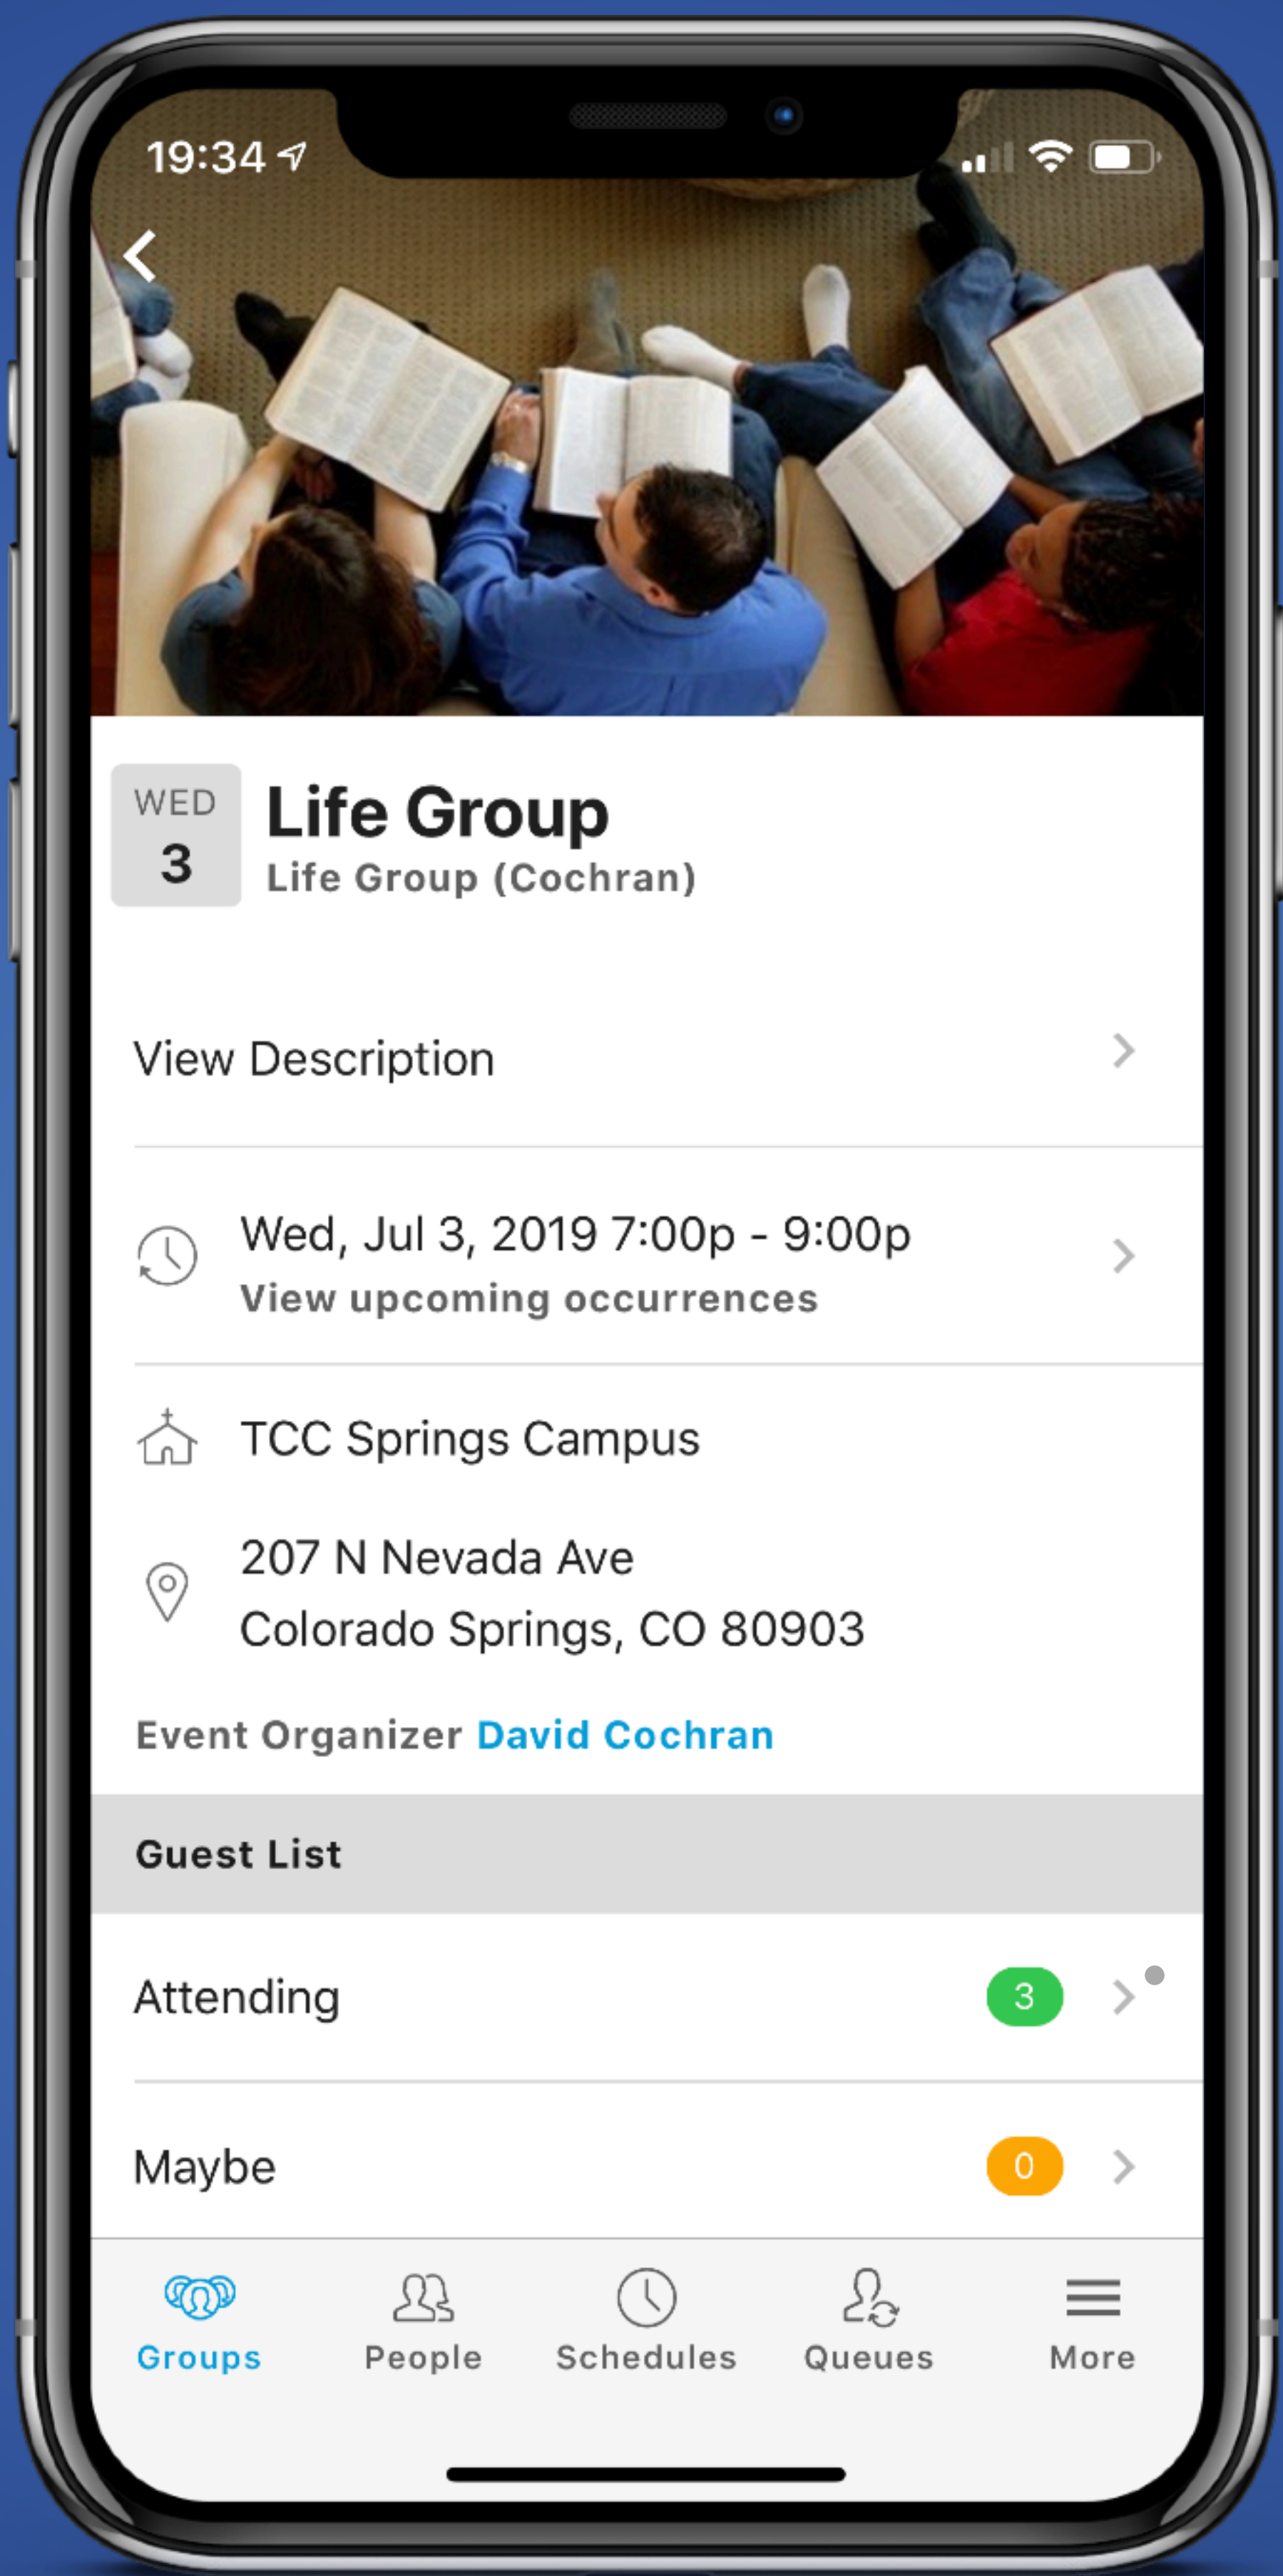 19:34
WED
3
Life Group
Life Group (Cochran)
View Description
Wed, Jul 3, 2019 7:00p - 9:00p
View upcoming occurrences
TCC Springs Campus
207 N Nevada Ave
Colorado Springs, CO 80903
Event Organizer David Cochran
Guest List
Attending 3
Maybe 0
Groups People Schedules Queues More